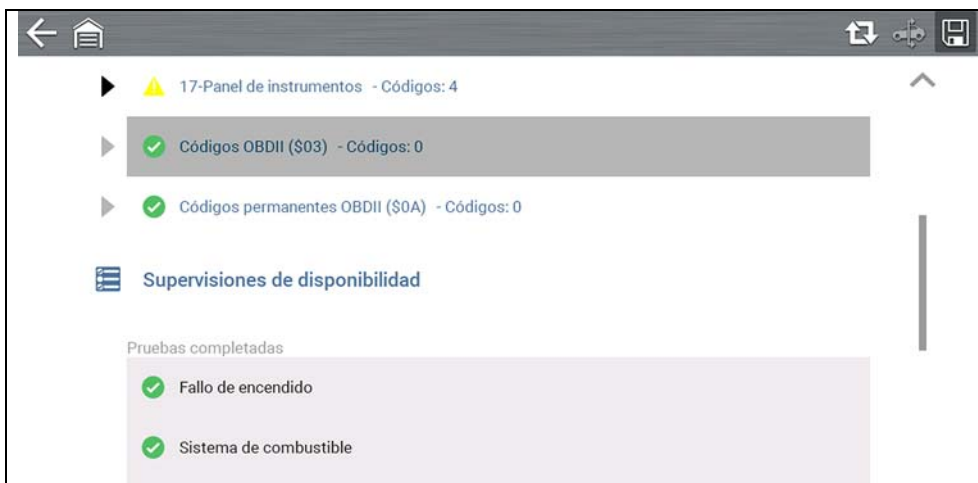 17-Panel de instrumentos - Códigos: 4
Códigos OBDII ($03) - Códigos: 0
Códigos permanentes OBDII ($0A) - Códigos: 0
Supervisiones de disponibilidad
Pruebas completadas
Fallo de encendido
Sistema de combustible